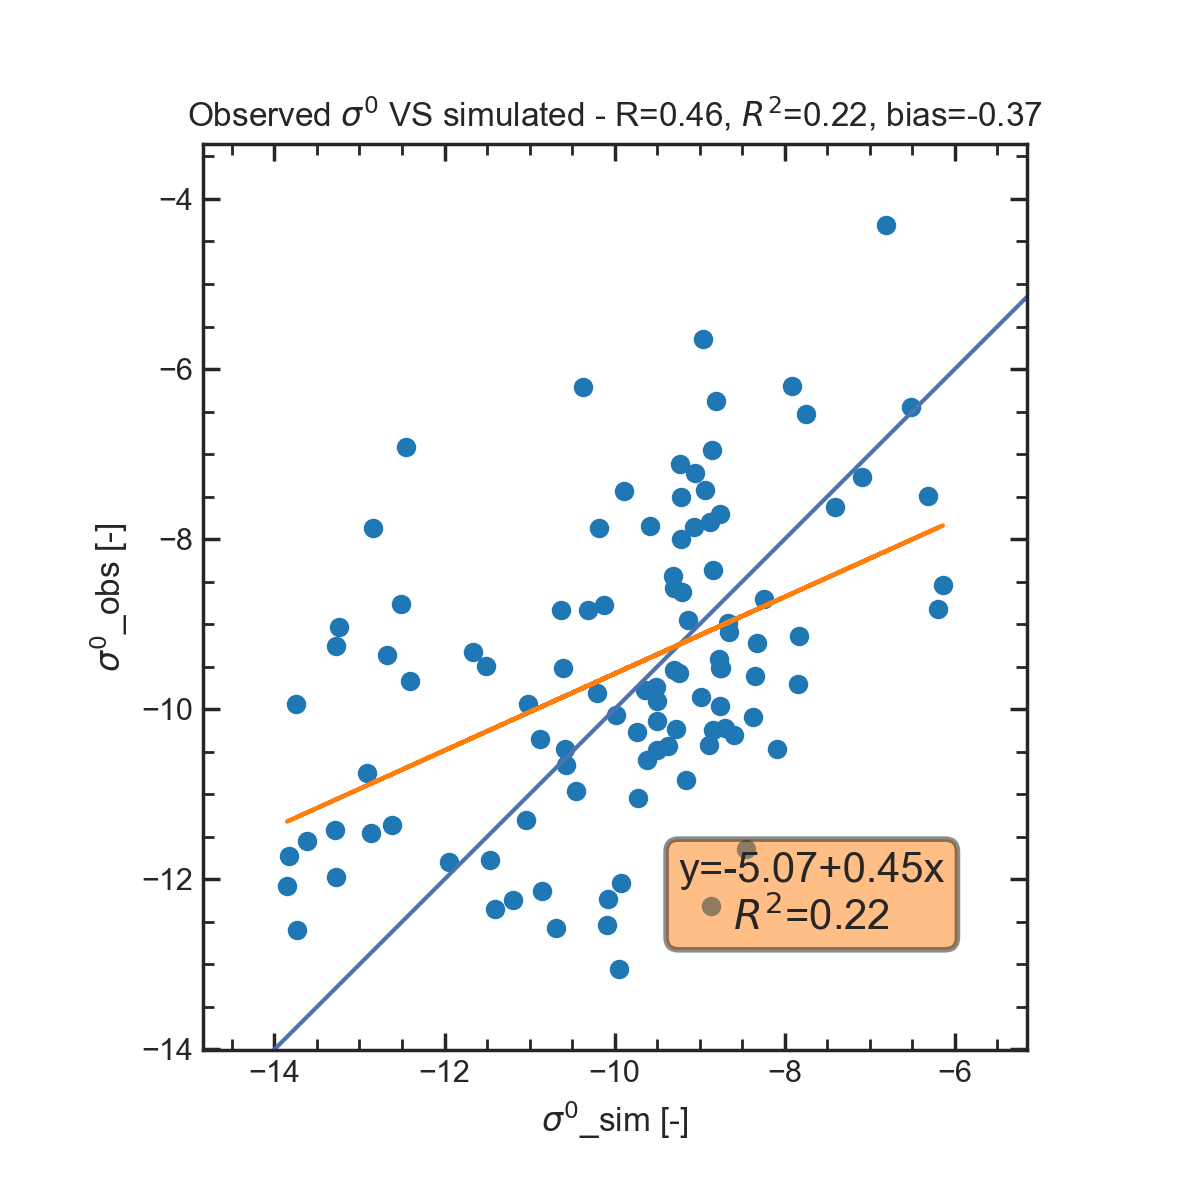 Observed σ⁰ VS simulated - R=0.46, R²=0.22, bias=-0.37
−4
−6
−8
−10
−12
−14
σ⁰_obs [-]
y=-5.07+0.45x
R²=0.22
−14 −12 −10 −8 −6
σ⁰_sim [-]